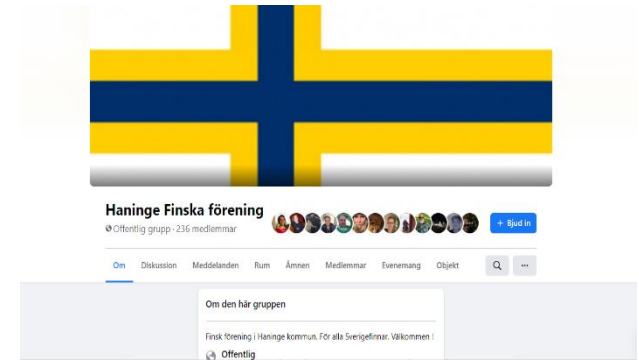 Haninge Finska förening
Offentlig grupp · 236 medlemmar
+ Bjud in
Om Diskussion Meddelanden Rum Ämnen Medlemmar Evenemang Objekt
Om den här gruppen
Finsk förening i Haninge kommun. För alla Sverigefinnar. Välkommen !
Offentlig